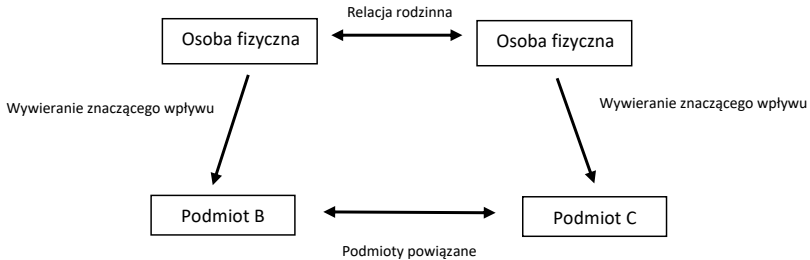 Relacja rodzinna
Osoba fizyczna
Osoba fizyczna
Wywieranie znaczącego wpływu
Wywieranie znaczącego wpływu
Podmiot B
Podmiot C
Podmioty powiązane